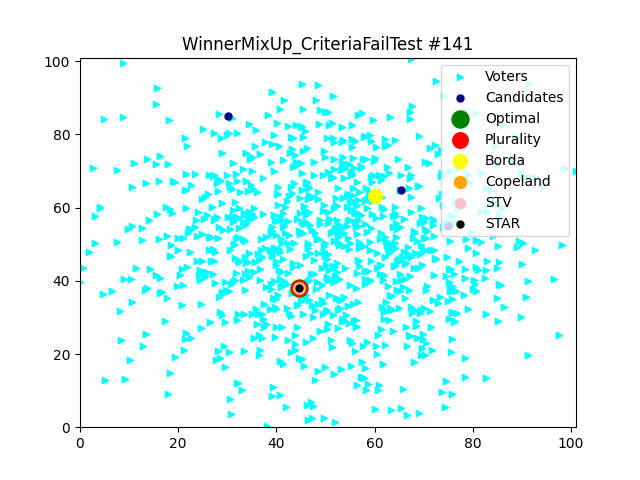 WinnerMixUp_CriteriaFailTest #141
100
80
60
40
20
0
0
20
40
60
80
100
Voters
Candidates
Optimal
Plurality
Borda
Copeland
STV
STAR